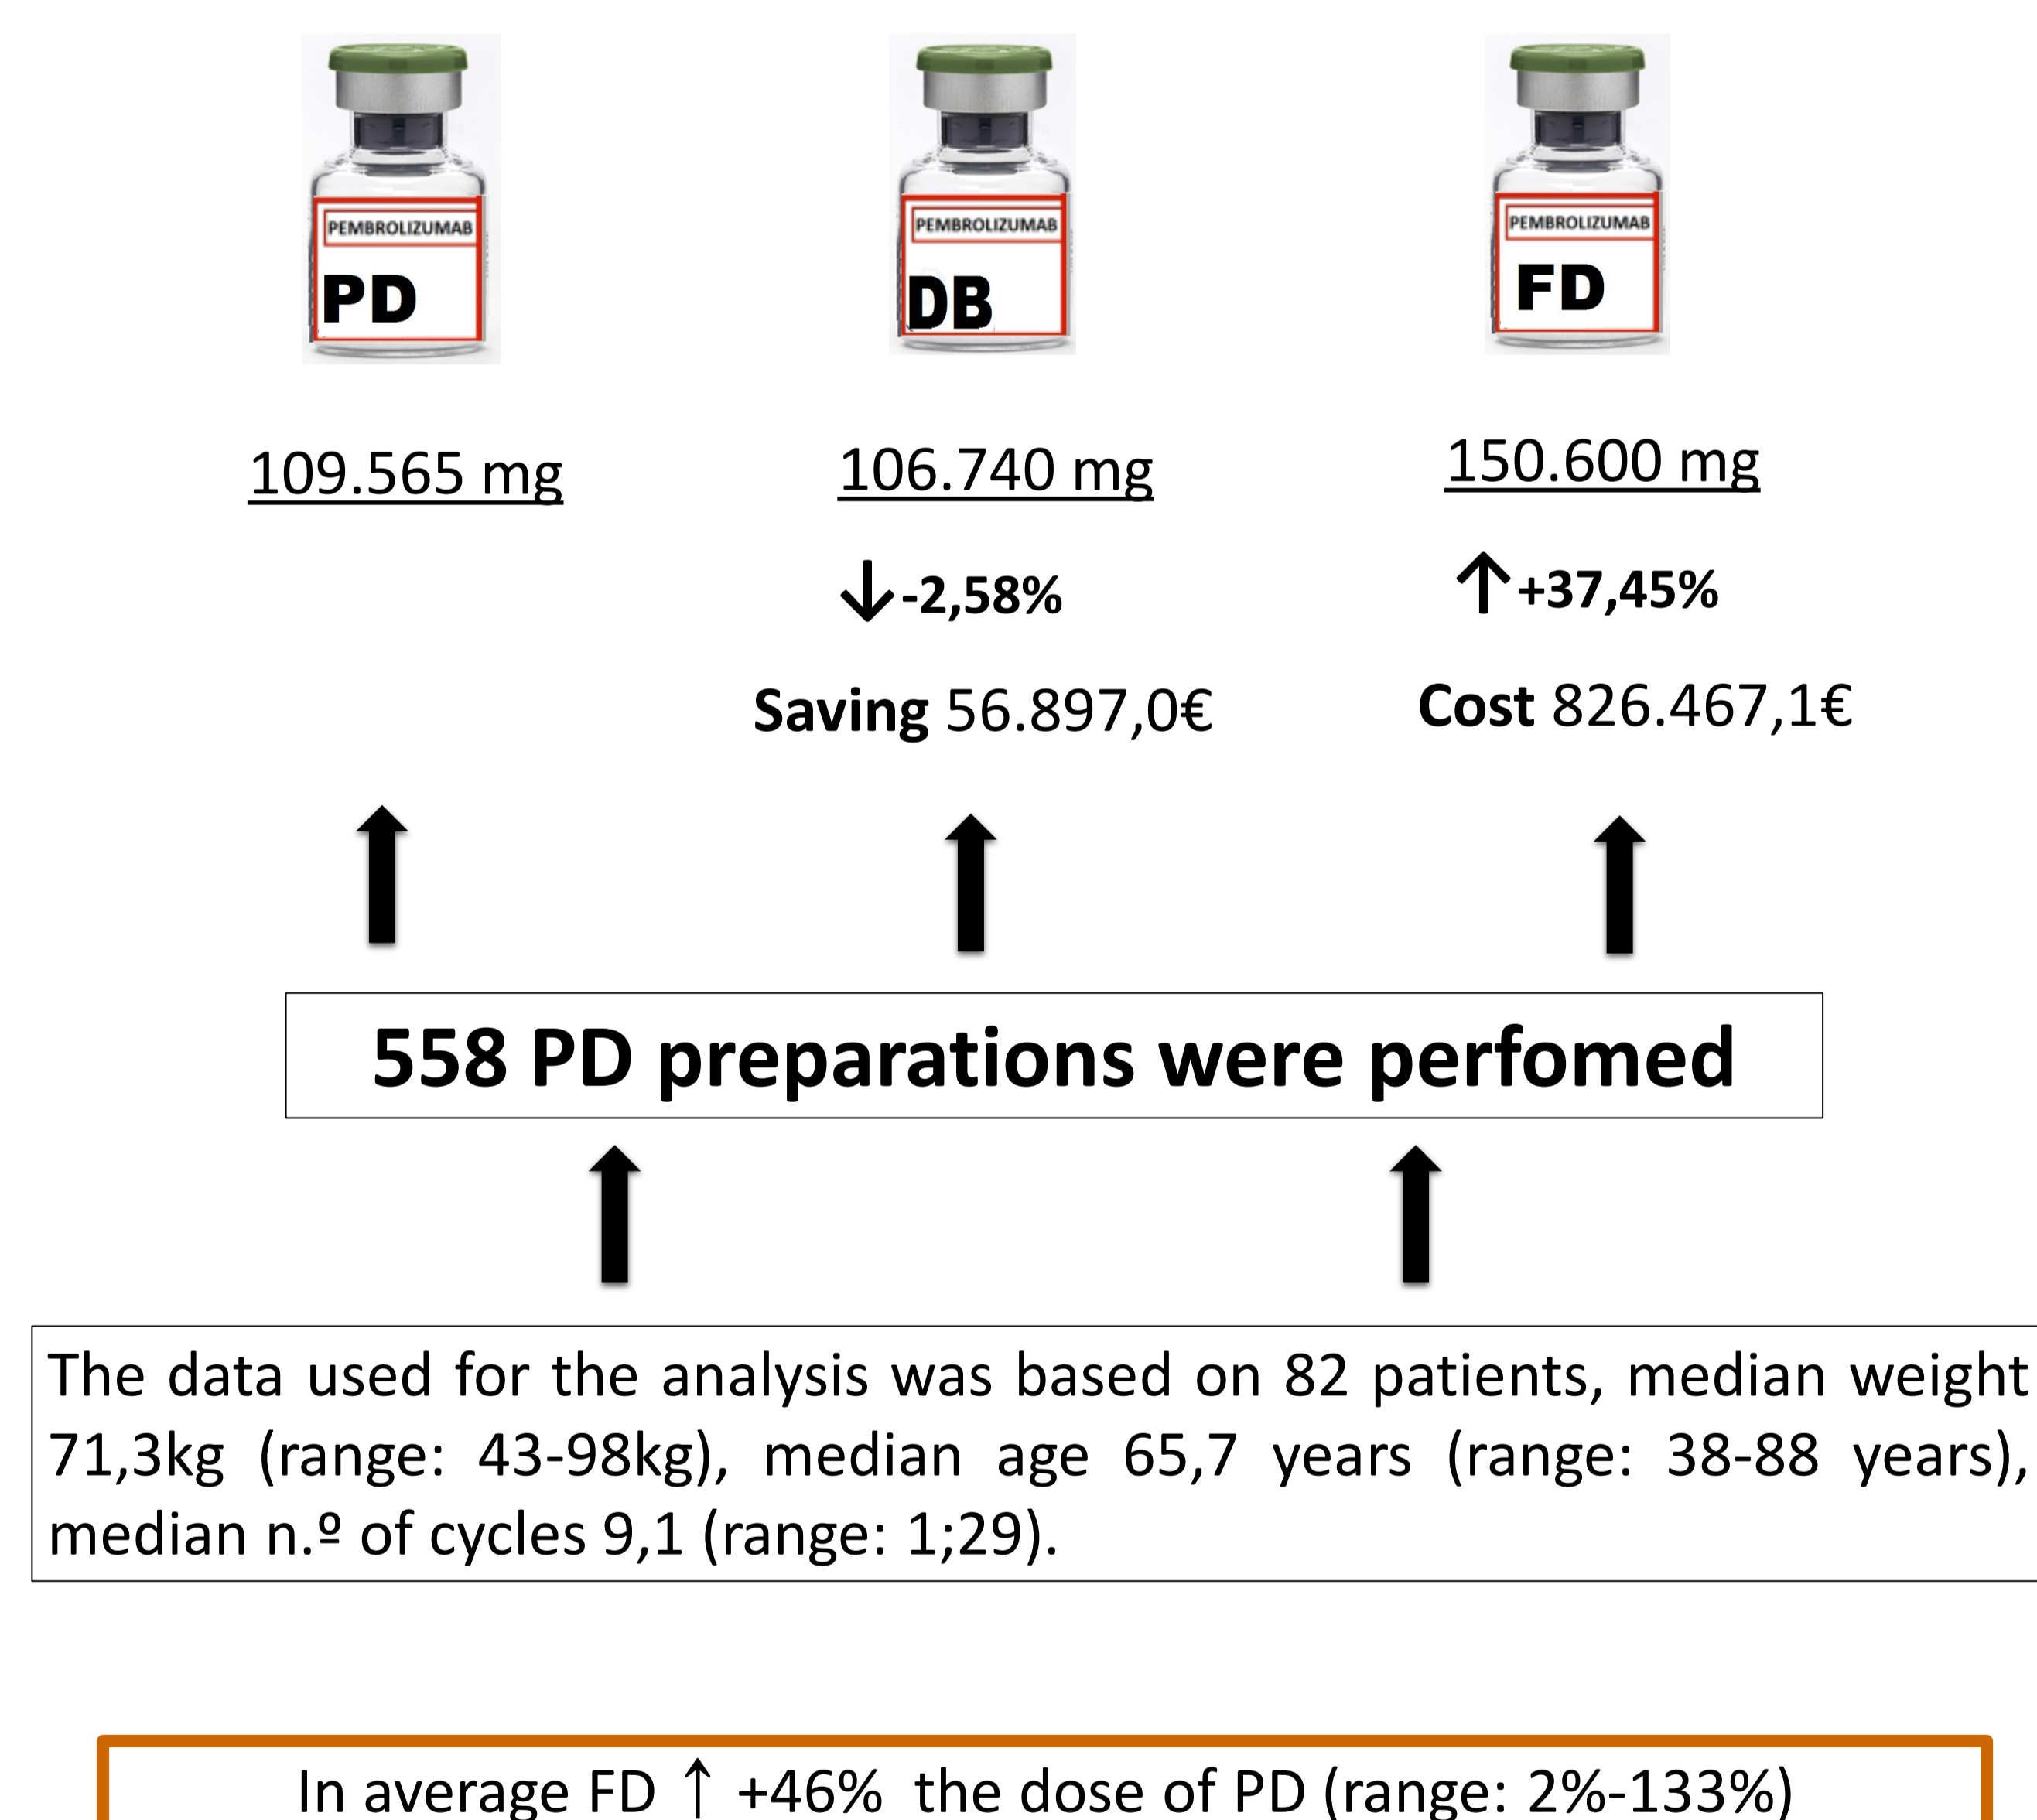 PEMBROLIZUMAB
PD
PEMBROLIZUMAB
DB
PEMBROLIZUMAB
FD
109.565 mg
106.740 mg
150.600 mg
↓-2,58%
↑+37,45%
Saving 56.897,0€
Cost 826.467,1€
558 PD preparations were perfomed
The data used for the analysis was based on 82 patients, median weight
71,3kg (range: 43-98kg), median age 65,7 years (range: 38-88 years),
median n.º of cycles 9,1 (range: 1;29).
In average FD ↑ +46% the dose of PD (range: 2%-133%)